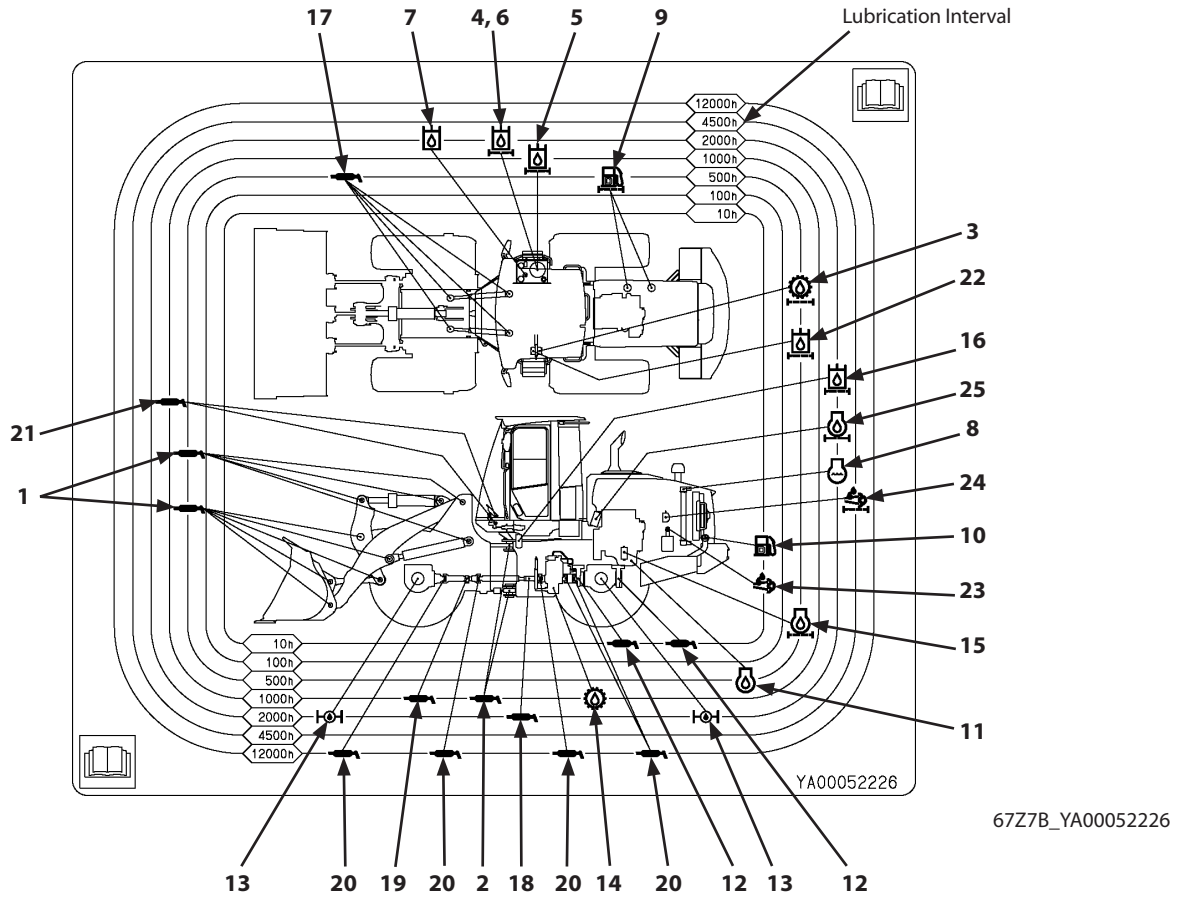 17 7 4, 6 5 9 Lubrication Interval
12000h
4500h
2000h
1000h
500h
100h
10h
3
22
16
25
21
8
1
24
10
23
10h
15
100h
500h
1000h
11
2000h
4500h
12000h
YA00052226
67Z7B_YA00052226
13 20 19 20 2 18 20 14 20 12 13 12